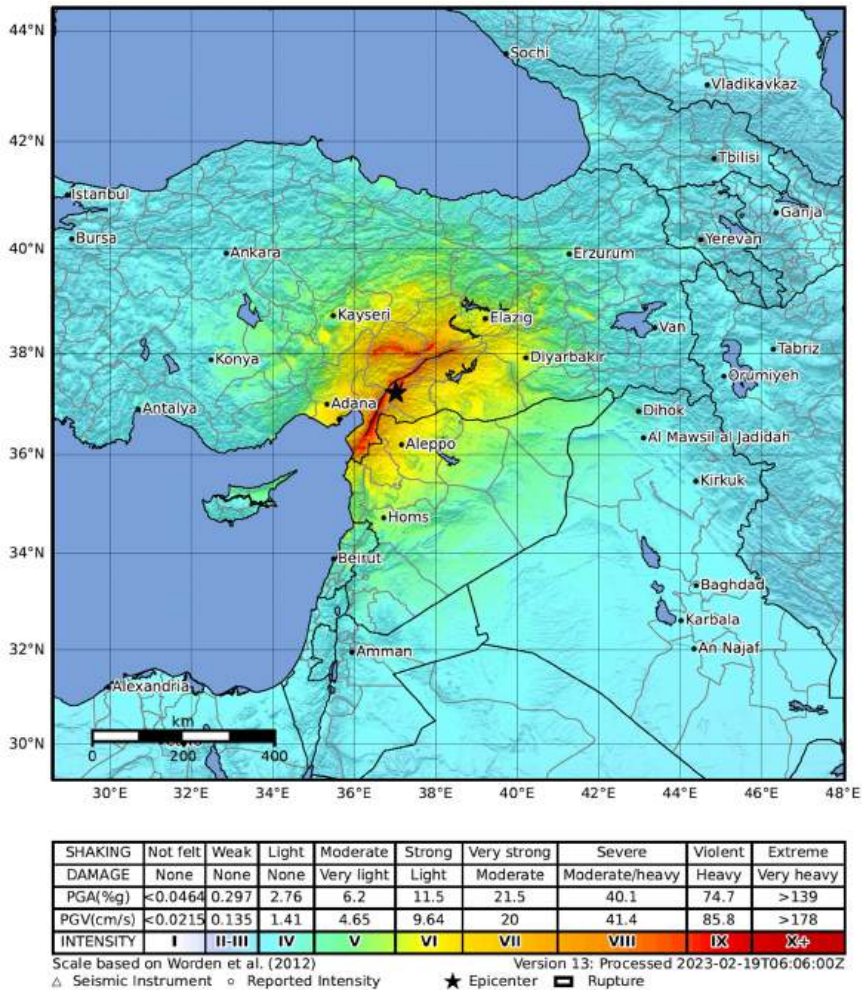 44°N
Sochi
Vladikavkaz
42°N
Tbilisi
Istanbul
Ganja
Bursa
Yerevan
40°N
Ankara
Erzurum
Kayseri
Elazig
Van
Tabriz
38°N
Konya
Diyarbakir
Orumiyeh
Antalya
Adana
Dihok
Aleppo
Al Mawsil al Jadidah
36°N
Kirkuk
Homs
34°N
Beirut
Baghdad
Karbala
32°N
Amman
An Najaf
Alexandria
km
30°N
0 200 400
30°E 32°E 34°E 36°E 38°E 40°E 42°E 44°E 46°E 48°E
SHAKING Not felt Weak Light Moderate Strong Very strong Severe Violent Extreme
DAMAGE None None None Very light Light Moderate Moderate/heavy Heavy Very heavy
PGA(%g) <0.0464 0.297 2.76 6.2 11.5 21.5 40.1 74.7 >139
PGV(cm/s) <0.0215 0.135 1.41 4.65 9.64 20 41.4 85.8 >178
INTENSITY I II-III IV V VI VII VIII IX X+
Scale based on Worden et al. (2012) Version 13: Processed 2023-02-19T06:06:00Z
△ Seismic Instrument ○ Reported Intensity ★ Epicenter Rupture